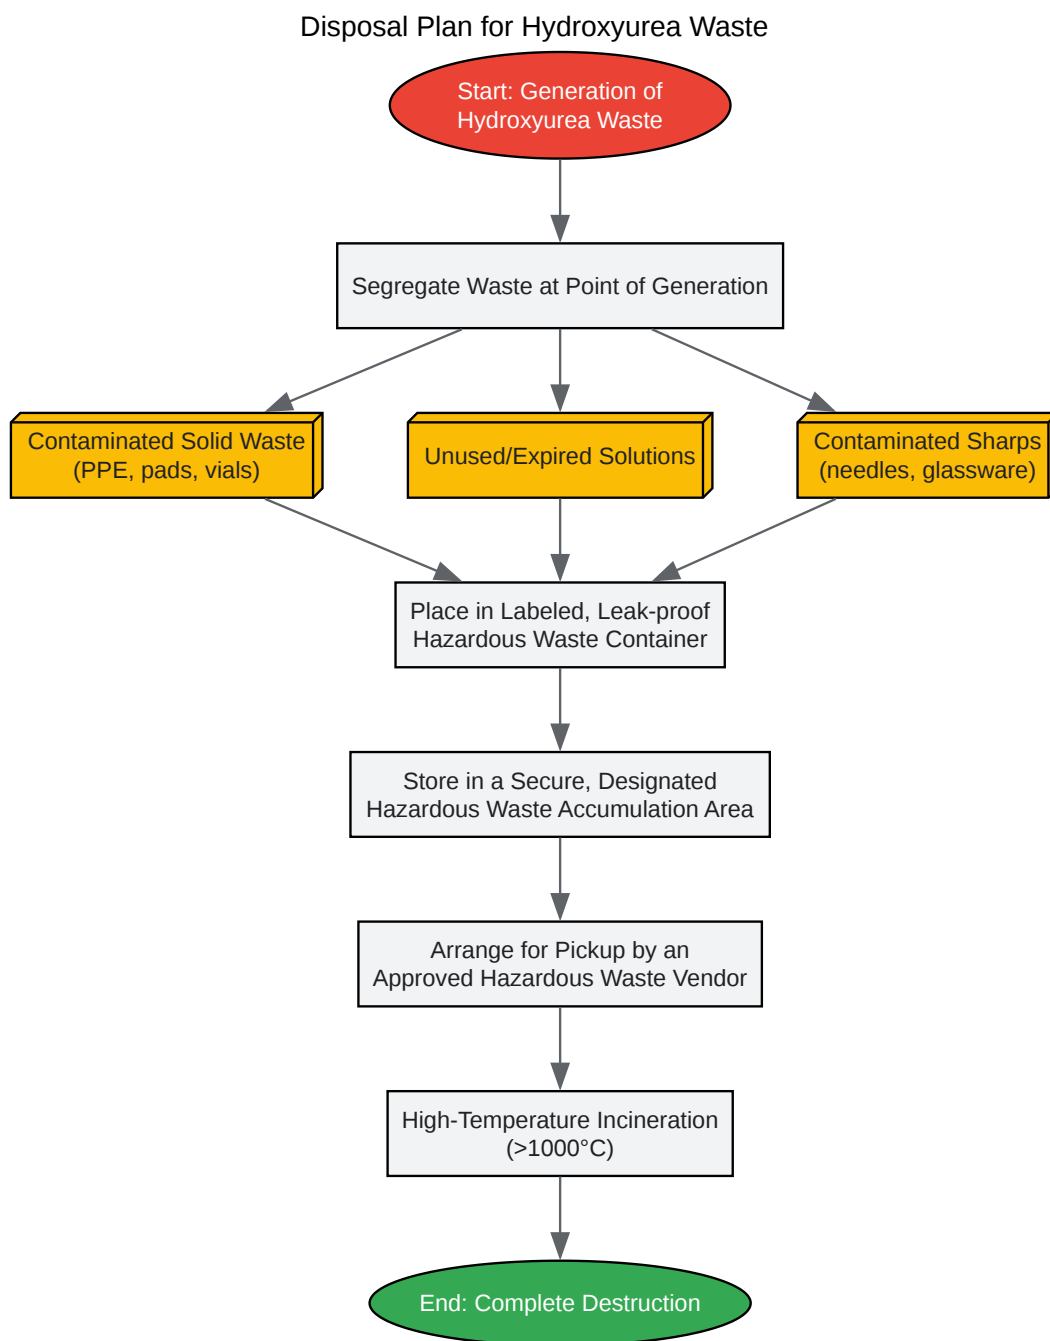 Disposal Plan for Hydroxyurea Waste
Start: Generation of
Hydroxyurea Waste
Segregate Waste at Point of Generation
Contaminated Solid Waste
(PPE, pads, vials)
Unused/Expired Solutions
Contaminated Sharps
(needles, glassware)
Place in Labeled, Leak-proof
Hazardous Waste Container
Store in a Secure, Designated
Hazardous Waste Accumulation Area
Arrange for Pickup by an
Approved Hazardous Waste Vendor
High-Temperature Incineration
(>1000°C)
End: Complete Destruction